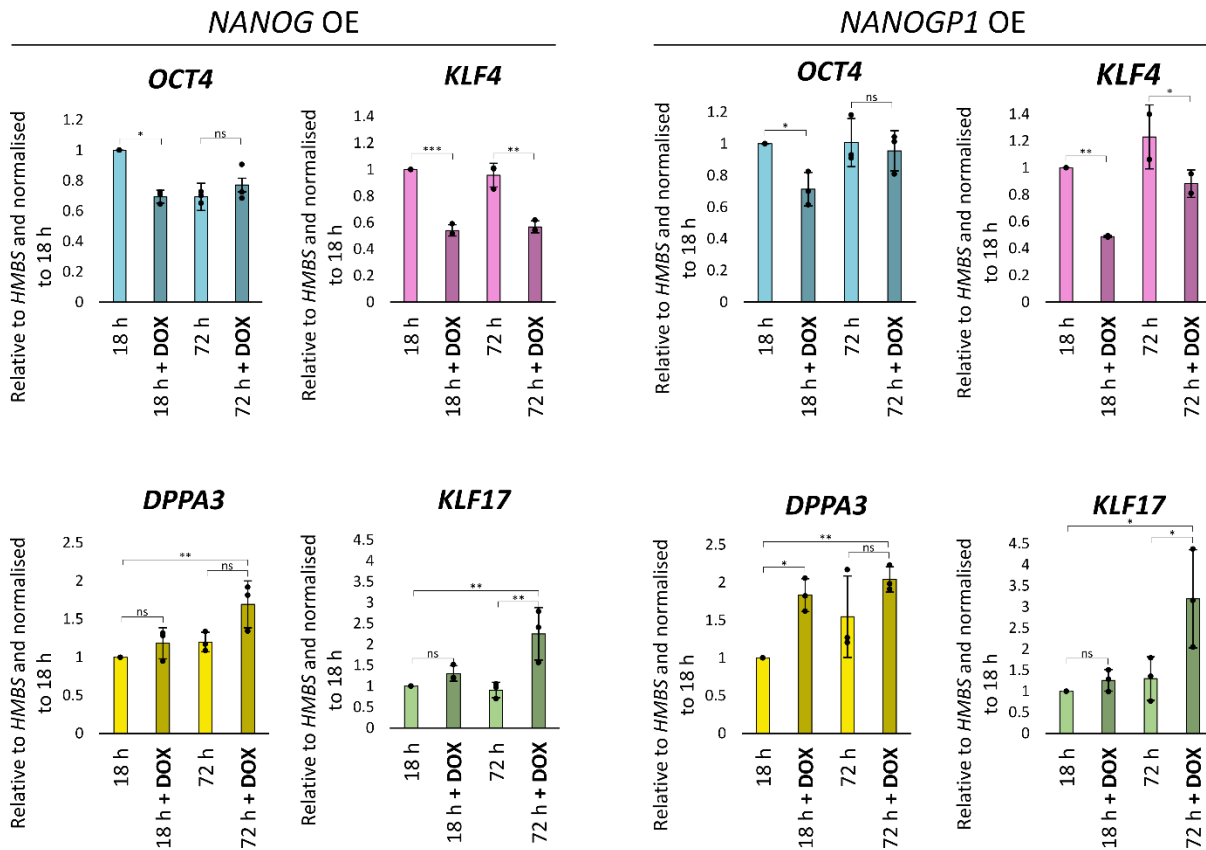 NANOG OE
NANOGP1 OE
OCT4
Relative to HMBS and normalised
to 18 h
1.2
1
0.8
0.6
0.4
0.2
0
*
ns
18 h
18 h + DOX
72 h
72 h + DOX
KLF4
Relative to HMBS and normalised
to 18 h
1.4
1.2
1
0.8
0.6
0.4
0.2
0
***
**
18 h
18 h + DOX
72 h
72 h + DOX
OCT4
Relative to HMBS and normalised
to 18 h
1.4
1.2
1
0.8
0.6
0.4
0.2
0
*
ns
18 h
18 h + DOX
72 h
72 h + DOX
KLF4
Relative to HMBS and normalised
to 18 h
1.6
1.4
1.2
1
0.8
0.6
0.4
0.2
0
**
*
18 h
18 h + DOX
72 h
72 h + DOX
DPPA3
Relative to HMBS and normalised
to 18 h
2.5
2
1.5
1
0.5
0
**
ns
ns
18 h
18 h + DOX
72 h
72 h + DOX
KLF17
Relative to HMBS and normalised
to 18 h
4
3.5
3
2.5
2
1.5
1
0.5
0
**
**
ns
18 h
18 h + DOX
72 h
72 h + DOX
DPPA3
Relative to HMBS and normalised
to 18 h
2.5
2
1.5
1
0.5
0
**
ns
*
18 h
18 h + DOX
72 h
72 h + DOX
KLF17
Relative to HMBS and normalised
to 18 h
4.5
4
3.5
3
2.5
2
1.5
1
0.5
0
*
*
ns
18 h
18 h + DOX
72 h
72 h + DOX